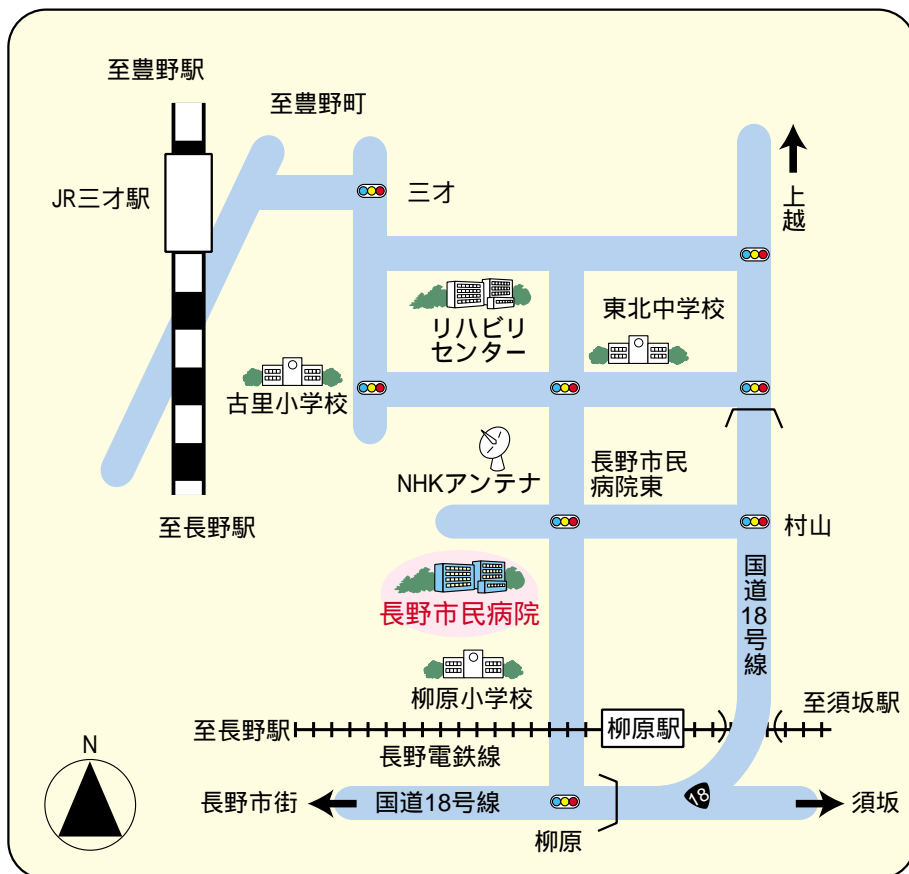 至豊野駅
至豊野町
JR三才駅
三才
上越
リハビリ
センター
東北中学校
古里小学校
NHKアンテナ
長野市民
病院東
至長野駅
村山
国道18号線
長野市民病院
柳原小学校
至須坂駅
至長野駅
柳原駅
長野電鉄線
N
長野市街
国道18号線
18
須坂
柳原